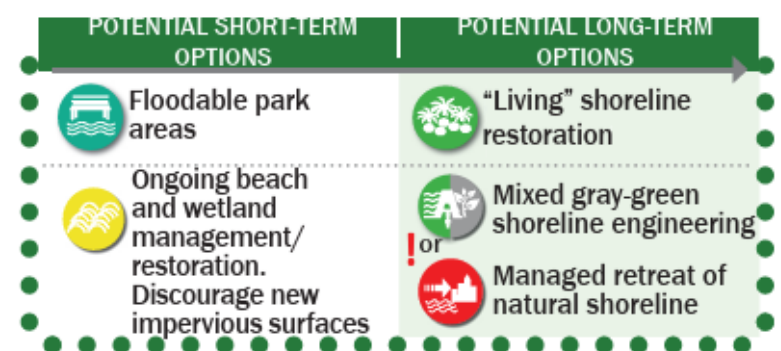 POTENTIAL SHORT-TERM
OPTIONS
POTENTIAL LONG-TERM
OPTIONS
Floodable park
areas
“Living” shoreline
restoration
Ongoing beach
and wetland
management/
restoration.
Discourage new
impervious surfaces
Mixed gray-green
shoreline engineering
! or
Managed retreat of
natural shoreline